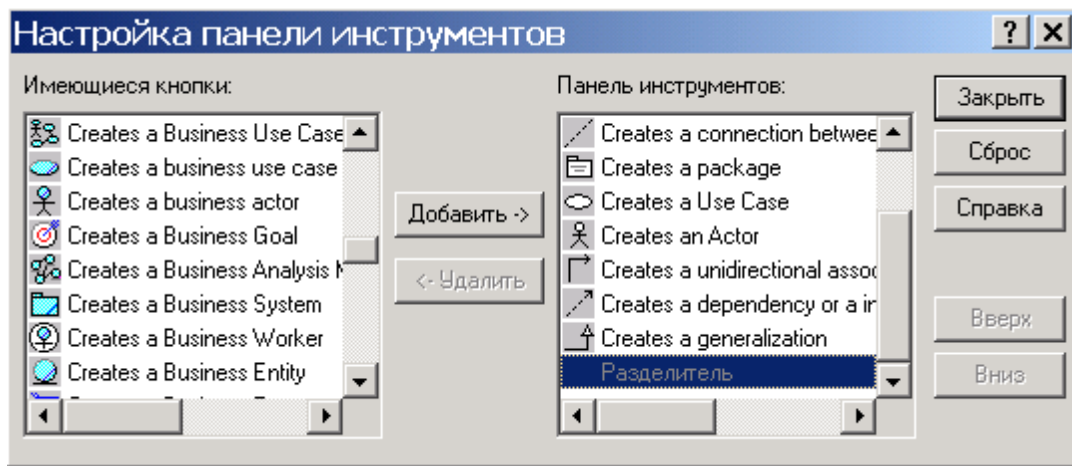 Настройка панели инструментов
Имеющиеся кнопки:
Creates a Business Use Case
Creates a business use case
Creates a business actor
Creates a Business Goal
Creates a Business Analysis
Creates a Business System
Creates a Business Worker
Creates a Business Entity
Добавить ->
<- Удалить
Панель инструментов:
Creates a connection betwee
Creates a package
Creates a Use Case
Creates an Actor
Creates a unidirectional assoc
Creates a dependency or a in
Creates a generalization
Разделитель
Закрыть
Сброс
Справка
Вверх
Вниз